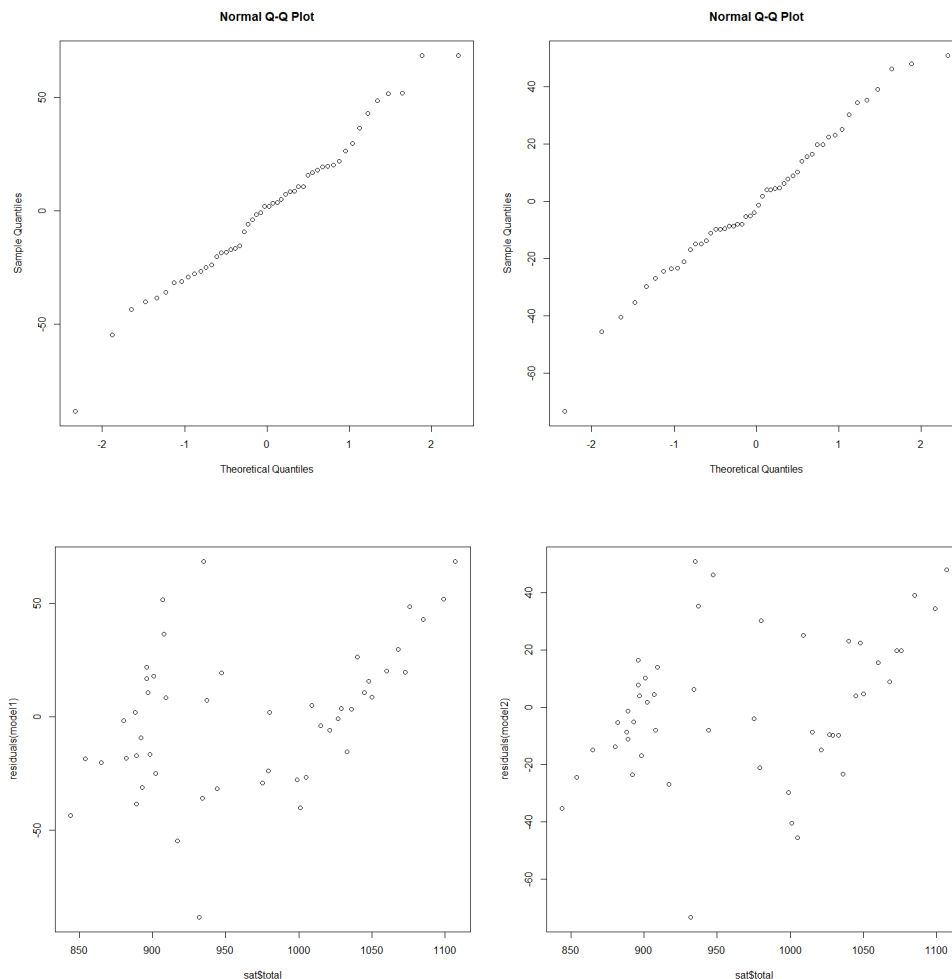 Normal Q-Q Plot
Sample Quantiles
50
0
-50
-2 -1 0 1 2
Theoretical Quantiles
Normal Q-Q Plot
Sample Quantiles
40
20
0
-20
-40
-60
-2 -1 0 1 2
Theoretical Quantiles
residuals(model1)
50
0
-50
850 900 950 1000 1050 1100
sat$total
residuals(model2)
40
20
0
-20
-40
-60
850 900 950 1000 1050 1100
sat$total